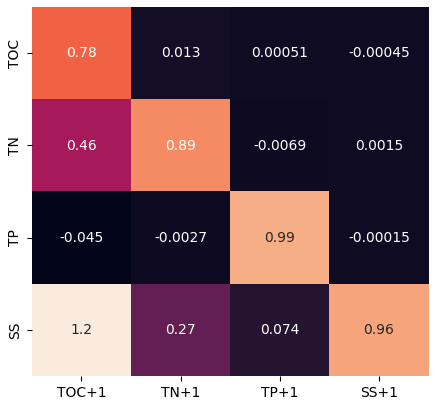 TOC 0.78 0.013 0.00051 -0.00045
TN 0.46 0.89 -0.0069 0.0015
TP -0.045 -0.0027 0.99 -0.00015
SS 1.2 0.27 0.074 0.96
TOC+1 TN+1 TP+1 SS+1